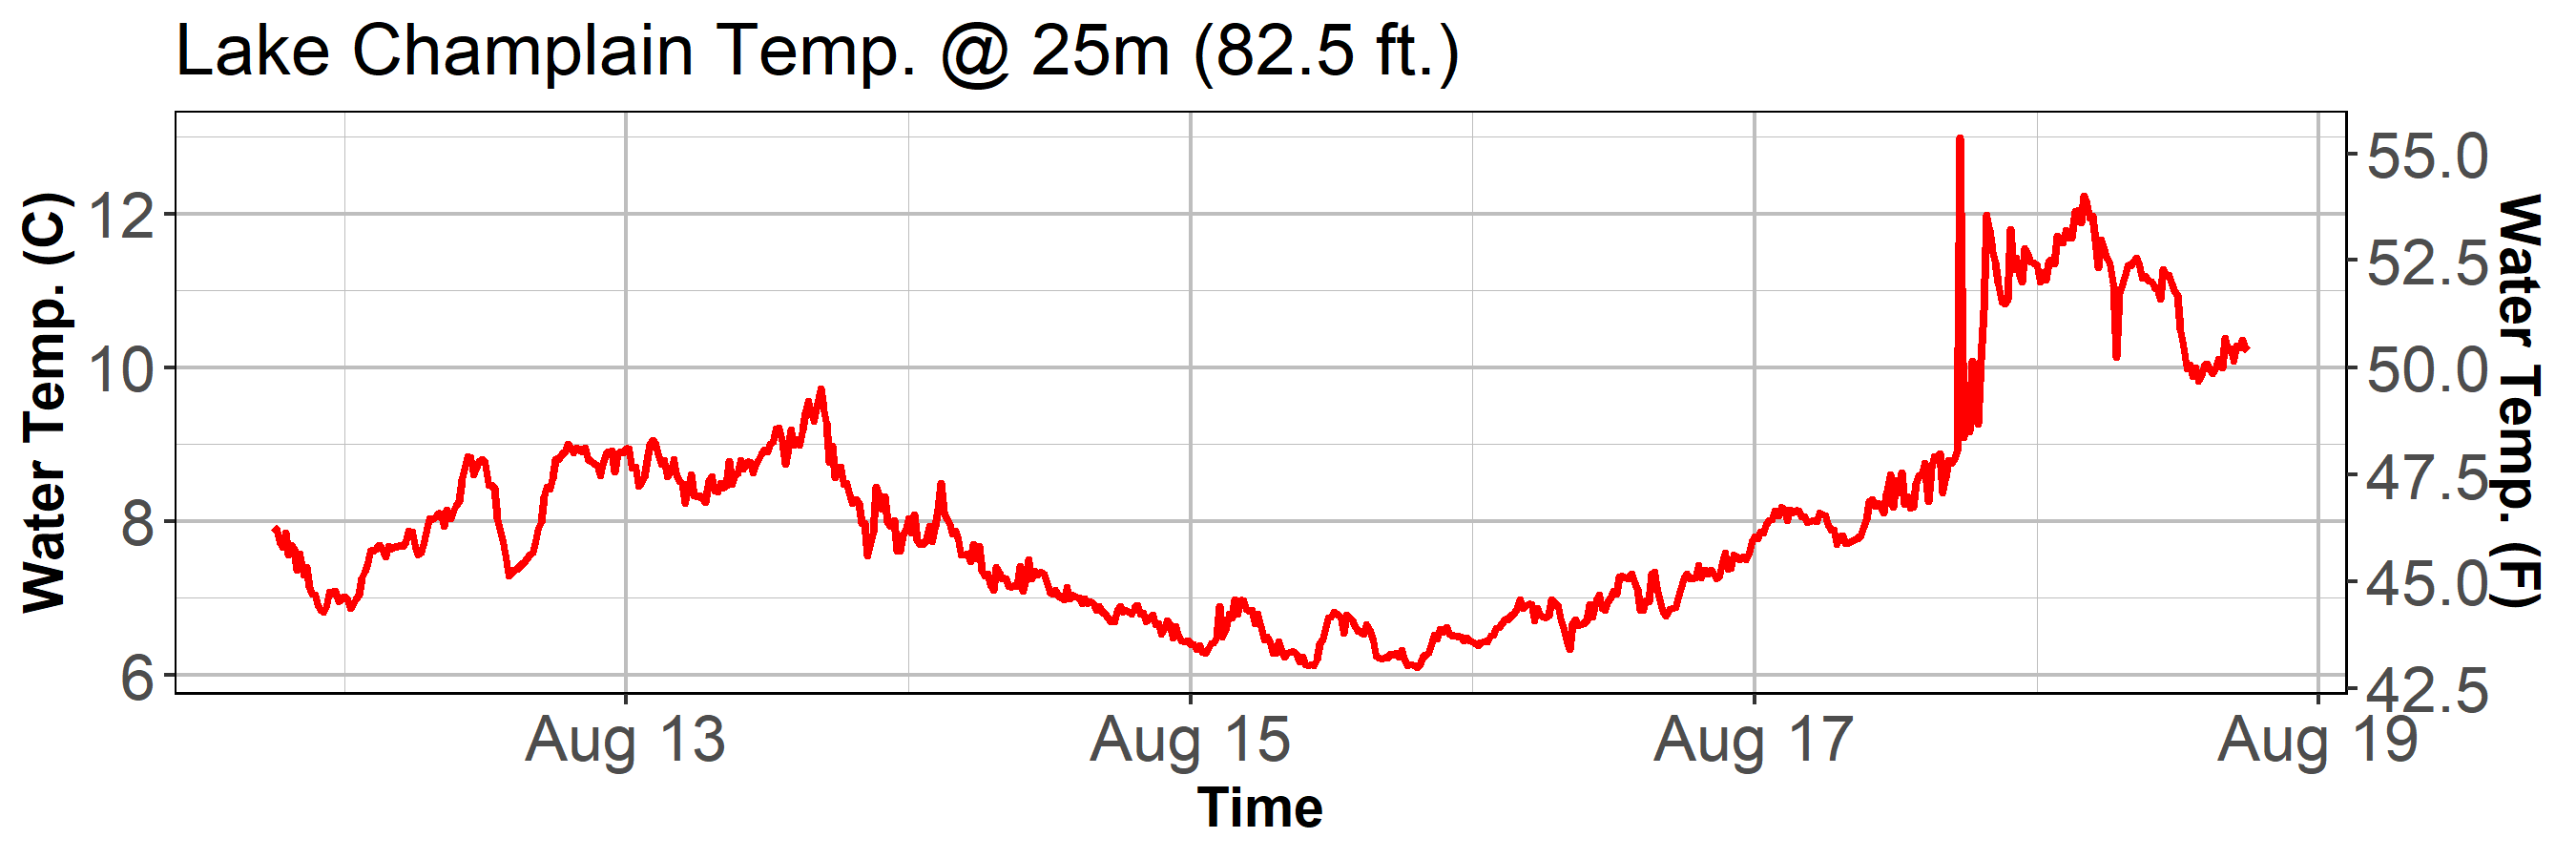 Lake Champlain Temp. @ 25m (82.5 ft.)
Water Temp. (C)
12
10
8
6
55.0
52.5
50.0
47.5
45.0
42.5
Water Temp. (F)
Aug 13 Aug 15 Aug 17 Aug 19
Time